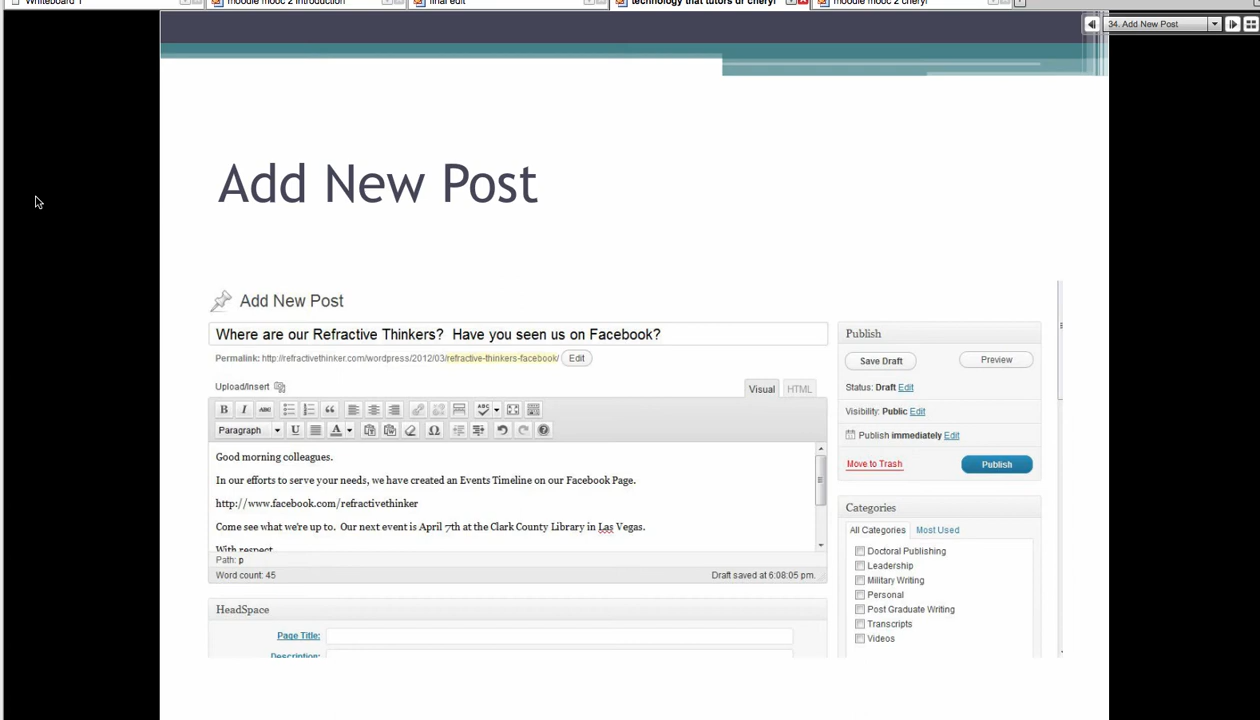 Whiteboard 1
moodle mooc 2 introduction
final edit
technology that tutors dr cheryl
moodle mooc 2 cheryl
34. Add New Post
Add New Post
Add New Post
Where are our Refractive Thinkers? Have you seen us on Facebook?
Permalink: http://refractivethinker.com/wordpress/2012/03/refractive-thinkers-facebook/ Edit
Upload/Insert
Visual HTML
B I ABC “ ABC
Paragraph U A Ω
Good morning colleagues.
In our efforts to serve your needs, we have created an Events Timeline on our Facebook Page.
http://www.facebook.com/refractivethinker
Come see what we're up to. Our next event is April 7th at the Clark County Library in Las Vegas.
With respect
Path: p
Word count: 45 Draft saved at 6:08:05 pm.
HeadSpace
Page Title:
Description:
Publish
Save Draft Preview
Status: Draft Edit
Visibility: Public Edit
Publish immediately Edit
Move to Trash Publish
Categories
All Categories Most Used
Doctoral Publishing
Leadership
Military Writing
Personal
Post Graduate Writing
Transcripts
Videos